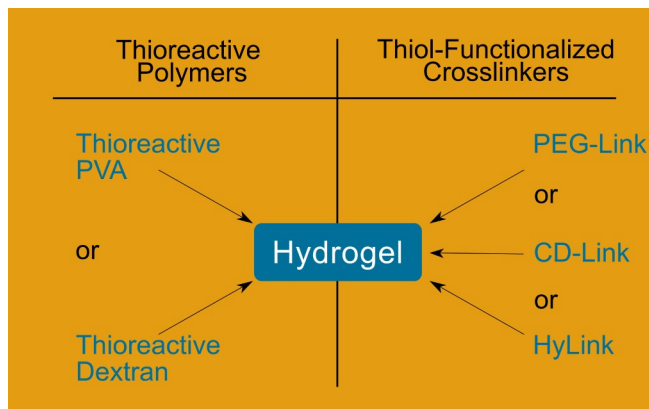 Thioreactive
Polymers
Thiol-Functionalized
Crosslinkers
Thioreactive
PVA
or
Thioreactive
Dextran
Hydrogel
PEG-Link
or
CD-Link
or
HyLink